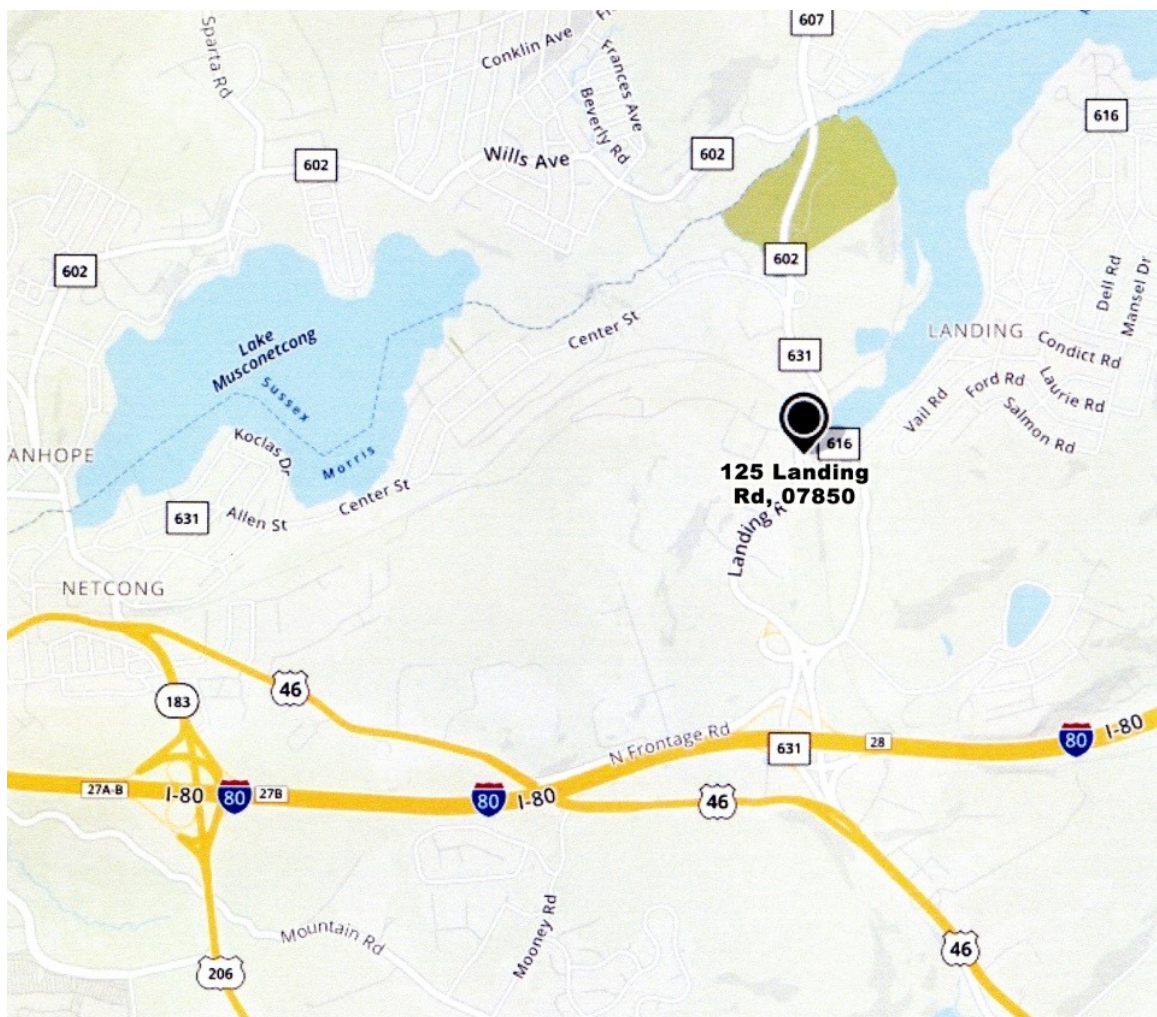 607
Sparta Rd
Conklin Ave
Frances Ave
Beverly Rd
616
602
Wills Ave
602
602
602
Dell Rd
Mansel Dr
Lake
Musconetcong
Center St
LANDING
Condict Rd
631
Sussex
Ford Rd
Laurie Rd
Vail Rd
Salmon Rd
616
Koclas Dr
Morris
ANHOPE
125 Landing
Rd, 07850
Center St
631
Allen St
Landing R
NETCONG
46
183
N Frontage Rd
631
28
80
I-80
27A-B
I-80
80
27B
80
I-80
46
Mountain Rd
Mooney Rd
46
206